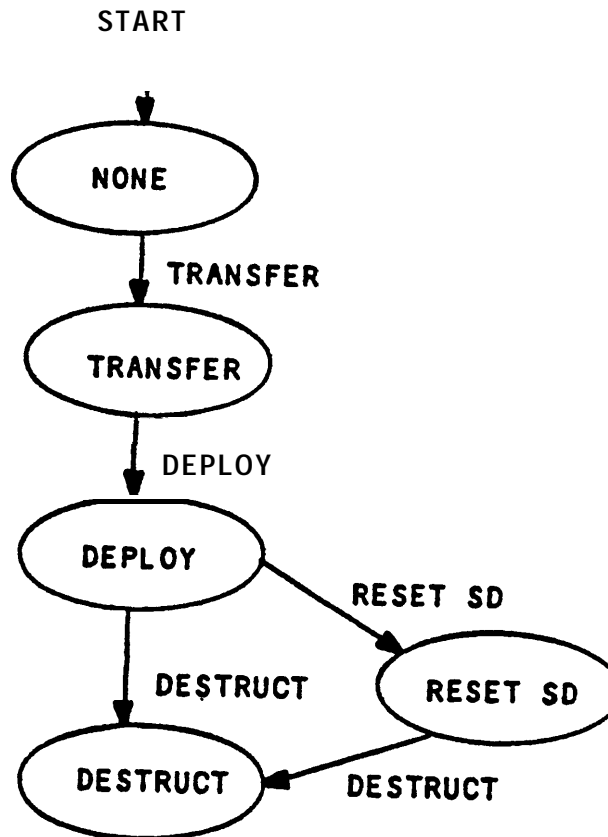 START
NONE
TRANSFER
TRANSFER
DEPLOY
DEPLOY
RESET SD
DESTRUCT
RESET SD
DESTRUCT
DESTRUCT